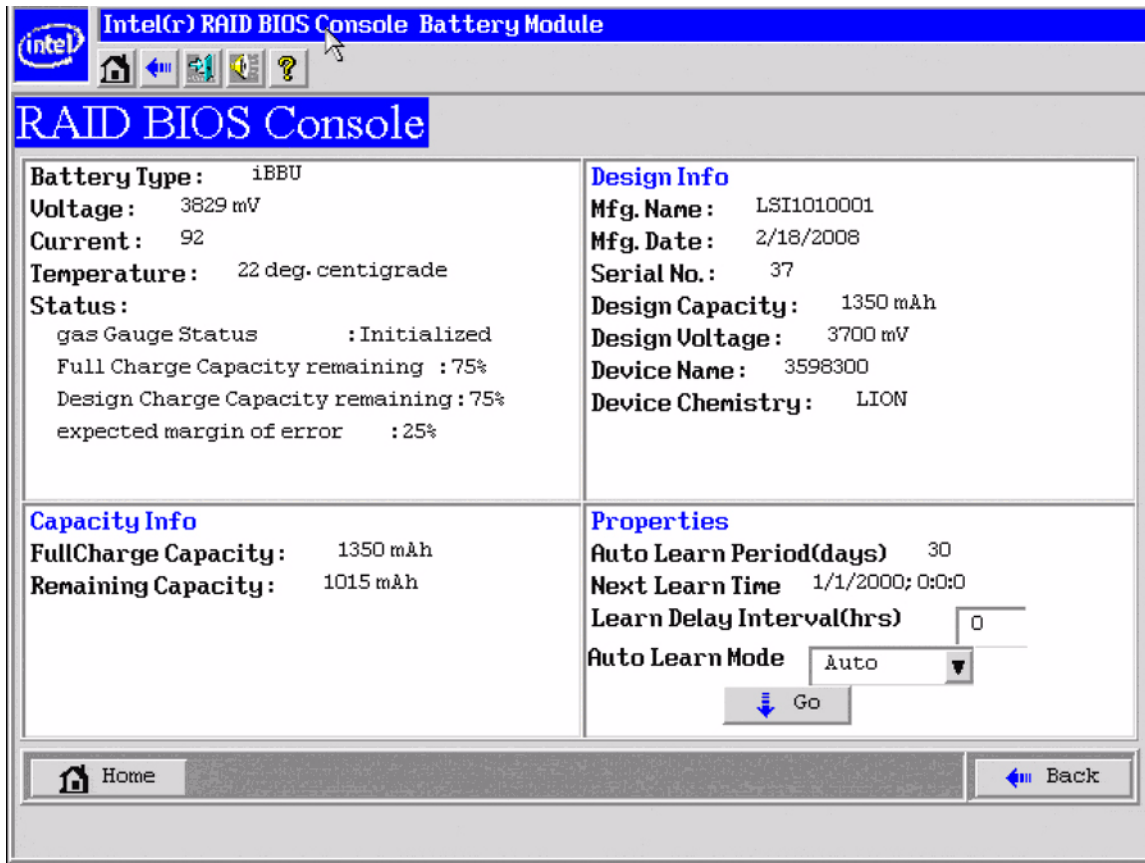 intel
Intel(r) RAID BIOS Console Battery Module
?
RAID BIOS Console
Battery Type: iBBU
Voltage: 3829 mV
Current: 92
Temperature: 22 deg. centigrade
Status:
gas Gauge Status :Initialized
Full Charge Capacity remaining :75%
Design Charge Capacity remaining:75%
expected margin of error :25%
Design Info
Mfg. Name: LSI1010001
Mfg. Date: 2/18/2008
Serial No.: 37
Design Capacity: 1350 mAh
Design Voltage: 3700 mV
Device Name: 3598300
Device Chemistry: LION
Capacity Info
FullCharge Capacity: 1350 mAh
Remaining Capacity: 1015 mAh
Properties
Auto Learn Period(days) 30
Next Learn Time 1/1/2000; 0:0:0
Learn Delay Interval(hrs) 0
Auto Learn Mode Auto
Go
Home
Back